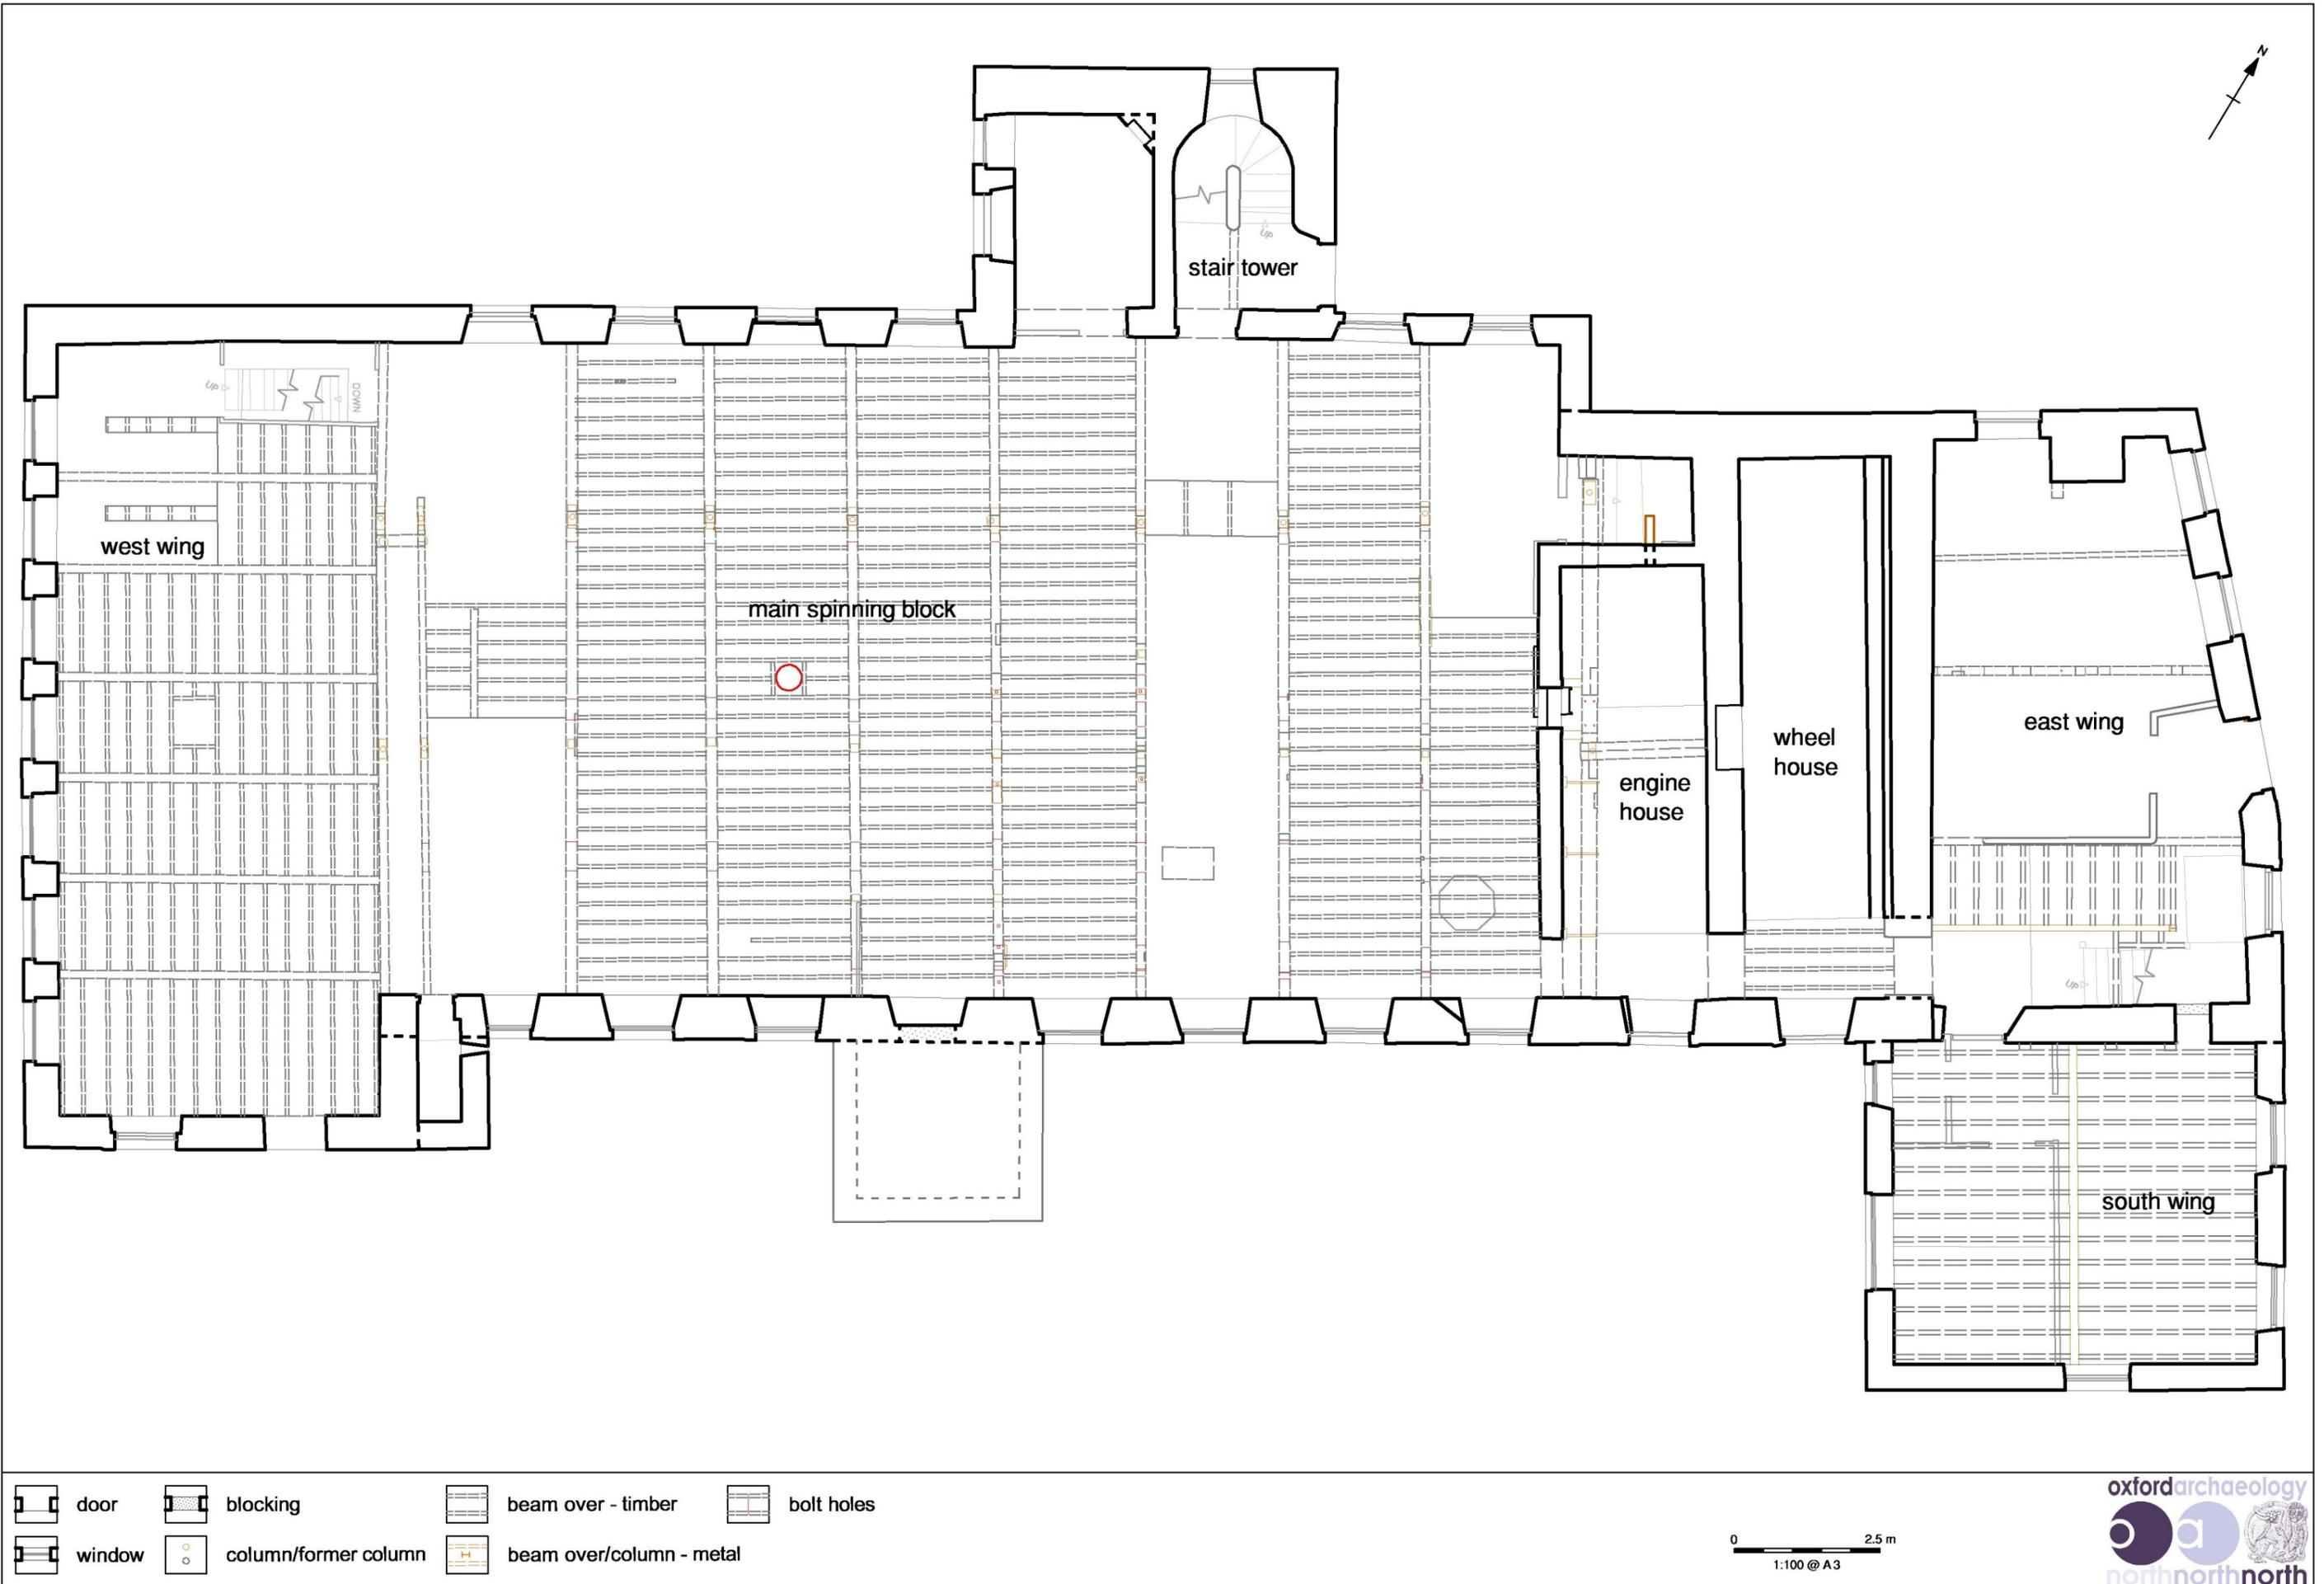 N
UP
stair tower
UP
DOWN
west wing
main spinning block
east wing
wheel
house
engine
house
UP
south wing
door
blocking
beam over - timber
bolt holes
window
column/former column
beam over/column - metal
0
2.5 m
1:100 @ A3
oxfordarchaeology
northnorthnorth